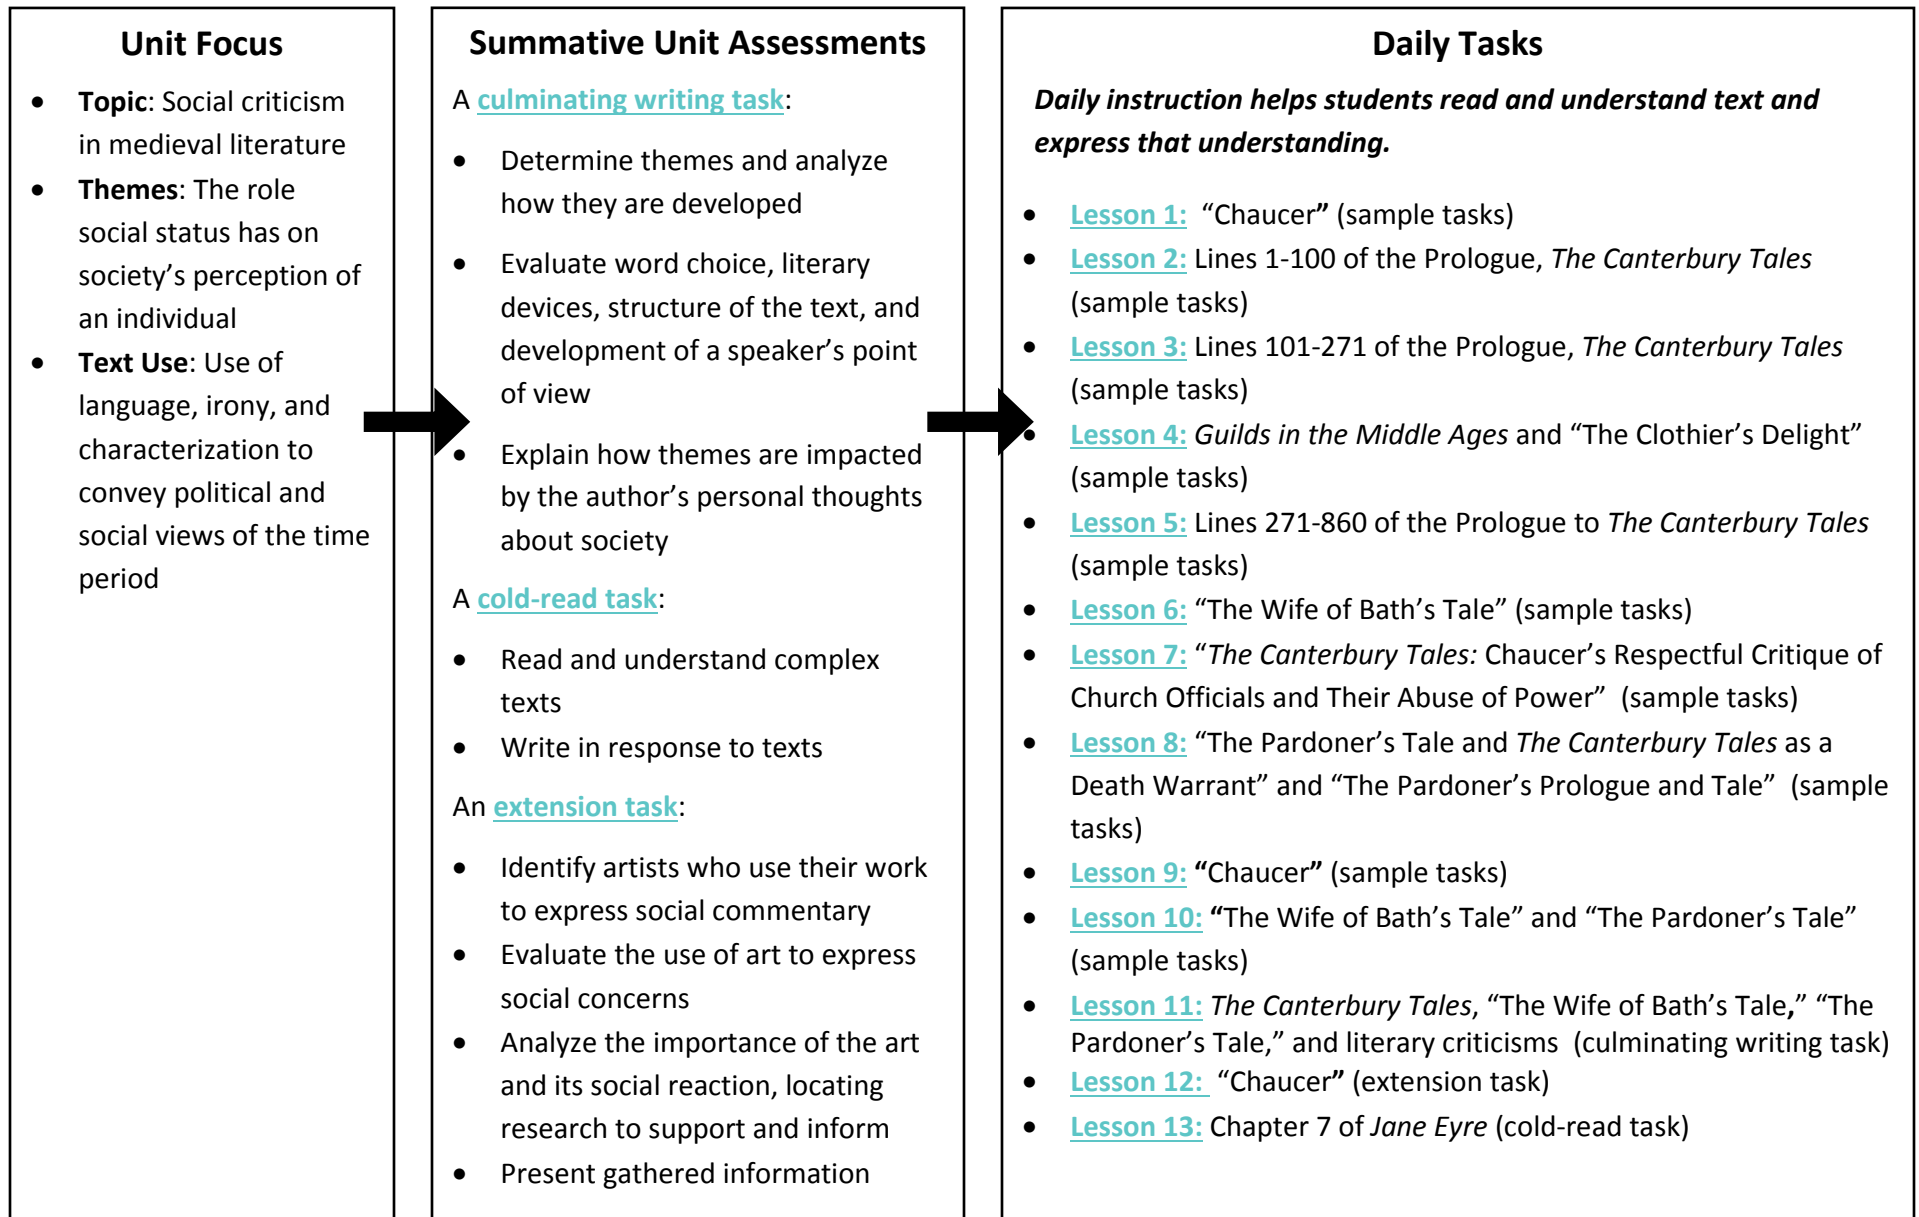 Unit Focus
• Topic: Social criticism
in medieval literature
• Themes: The role
social status has on
society’s perception of
an individual
• Text Use: Use of
language, irony, and
characterization to
convey political and
social views of the time
period
Summative Unit Assessments
A culminating writing task:
• Determine themes and analyze
how they are developed
• Evaluate word choice, literary
devices, structure of the text, and
development of a speaker’s point
of view
• Explain how themes are impacted
by the author’s personal thoughts
about society
A cold-read task:
• Read and understand complex
texts
• Write in response to texts
An extension task:
• Identify artists who use their work
to express social commentary
• Evaluate the use of art to express
social concerns
• Analyze the importance of the art
and its social reaction, locating
research to support and inform
• Present gathered information
Daily Tasks
Daily instruction helps students read and understand text and
express that understanding.
• Lesson 1: “Chaucer” (sample tasks)
• Lesson 2: Lines 1-100 of the Prologue, The Canterbury Tales
(sample tasks)
• Lesson 3: Lines 101-271 of the Prologue, The Canterbury Tales
(sample tasks)
• Lesson 4: Guilds in the Middle Ages and “The Clothier’s Delight”
(sample tasks)
• Lesson 5: Lines 271-860 of the Prologue to The Canterbury Tales
(sample tasks)
• Lesson 6: “The Wife of Bath’s Tale” (sample tasks)
• Lesson 7: “The Canterbury Tales: Chaucer’s Respectful Critique of
Church Officials and Their Abuse of Power” (sample tasks)
• Lesson 8: “The Pardoner’s Tale and The Canterbury Tales as a
Death Warrant” and “The Pardoner’s Prologue and Tale” (sample
tasks)
• Lesson 9: “Chaucer” (sample tasks)
• Lesson 10: “The Wife of Bath’s Tale” and “The Pardoner’s Tale”
(sample tasks)
• Lesson 11: The Canterbury Tales, “The Wife of Bath’s Tale,” “The
Pardoner’s Tale,” and literary criticisms (culminating writing task)
• Lesson 12: “Chaucer” (extension task)
• Lesson 13: Chapter 7 of Jane Eyre (cold-read task)